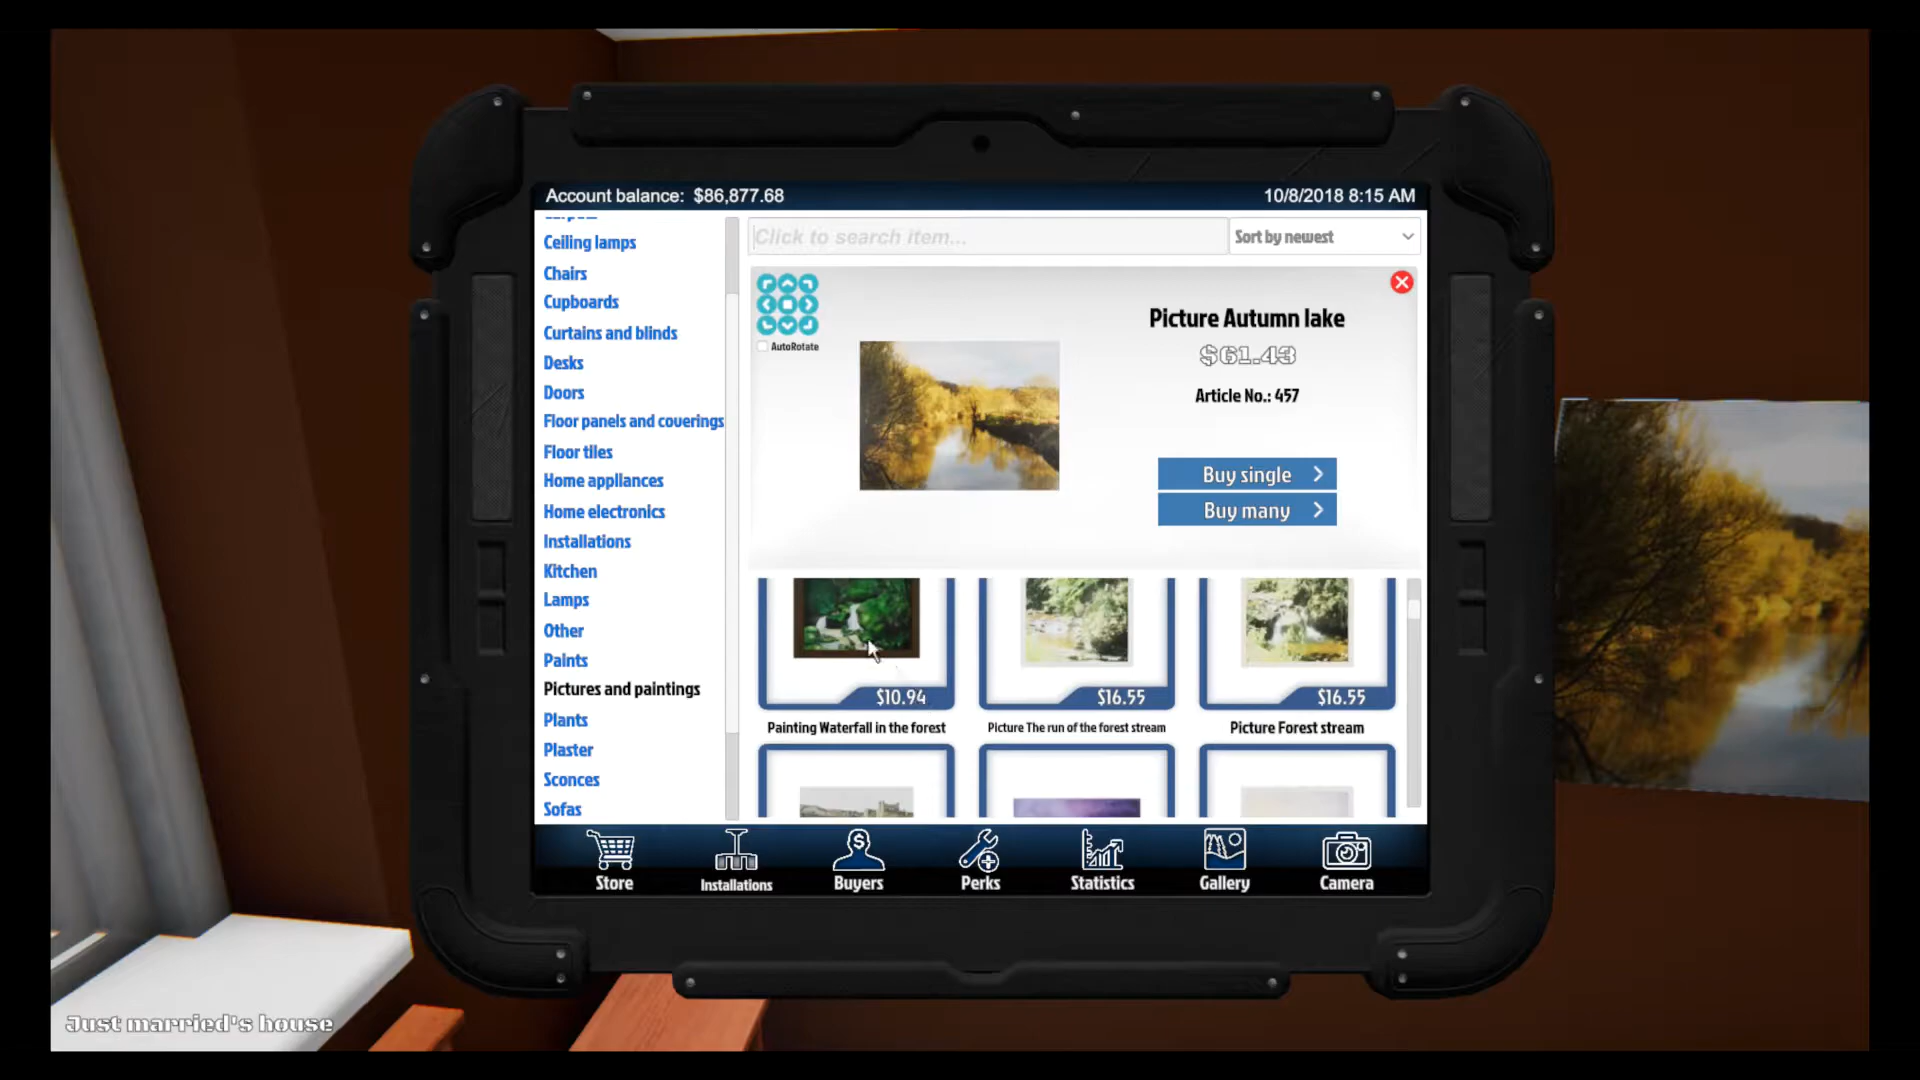 Account balance: $86,877.68
10/8/2018 8:15 AM
Ceiling lamps
Chairs
Cupboards
Curtains and blinds
Desks
Doors
Floor panels and coverings
Floor tiles
Home appliances
Home electronics
Installations
Kitchen
Lamps
Other
Paints
Pictures and paintings
Plants
Plaster
Sconces
Sofas
Click to search item...
Sort by newest
AutoRotate
Picture Autumn lake
$61.43
Article No.: 457
Buy single
Buy many
$10.94
$16.55
$16.55
Painting Waterfall in the forest
Picture The run of the forest stream
Picture Forest stream
Store
Installations
Buyers
Perks
Statistics
Gallery
Camera
Just married's house